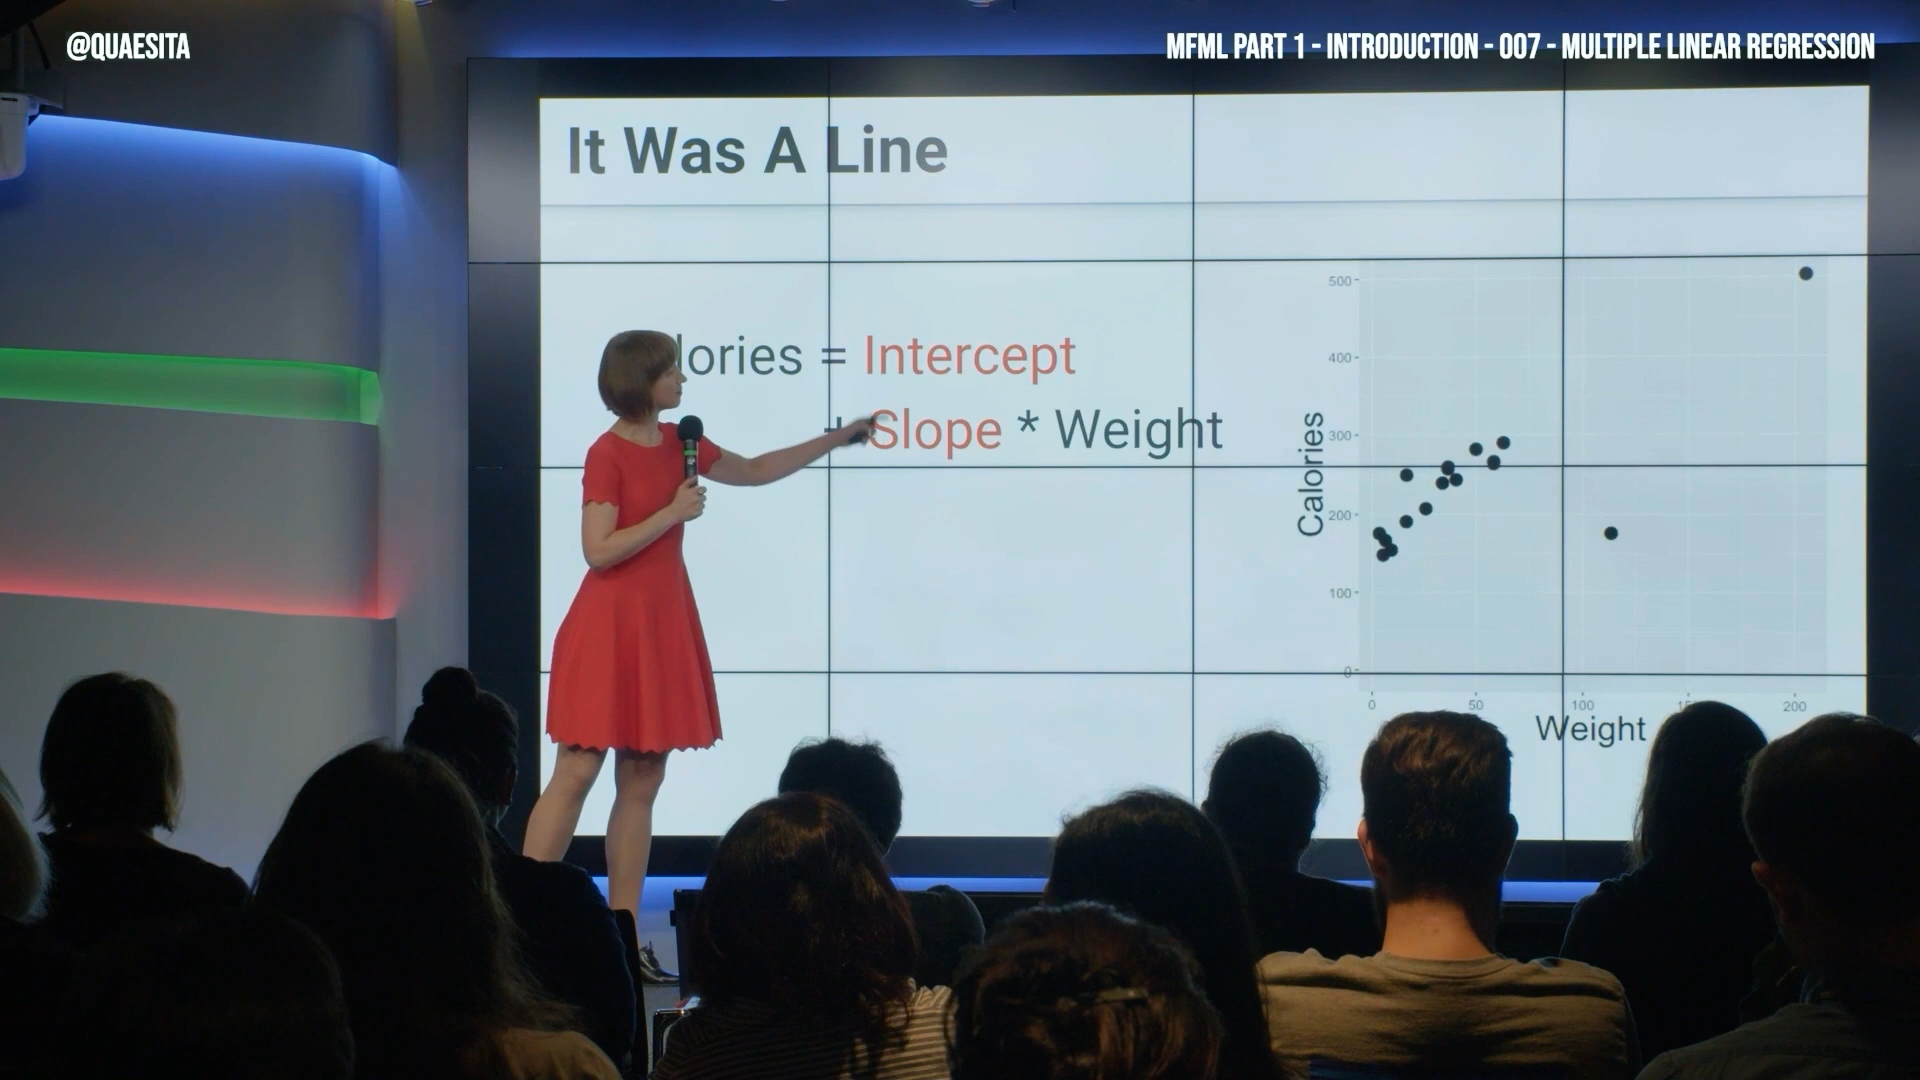 @QUAESITA
MFML PART 1 - INTRODUCTION - 007 - MULTIPLE LINEAR REGRESSION
It Was A Line
lories = Intercept
+ Slope * Weight
Calories
500
400
300
200
100
0
0 50 100 200
Weight